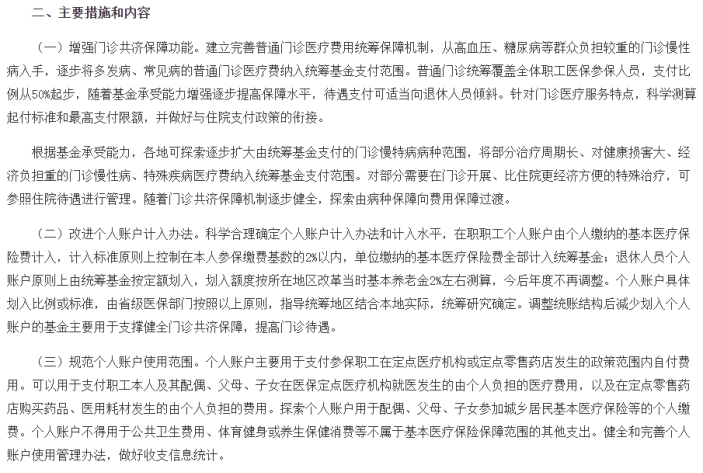 二、主要措施和内容
（一）增强门诊共济保障功能。建立完善普通门诊医疗费用统筹保障机制，从高血压、糖尿病等群众负担较重的门诊慢性
病入手，逐步将多发病、常见病的普通门诊医疗费纳入统筹基金支付范围。普通门诊统筹覆盖全体职工医保参保人员，支付比
例从50%起步，随着基金承受能力增强逐步提高保障水平，待遇支付可适当向退休人员倾斜。针对门诊医疗服务特点，科学测算
起付标准和最高支付限额，并做好与住院支付政策的衔接。
根据基金承受能力，各地可探索逐步扩大由统筹基金支付的门诊慢特病病种范围，将部分治疗周期长、对健康损害大、经
济负担重的门诊慢性病、特殊疾病医疗费纳入统筹基金支付范围。对部分需要在门诊开展、比住院更经济方便的特殊治疗，可
参照住院待遇进行管理。随着门诊共济保障机制逐步健全，探索由病种保障向费用保障过渡。
（二）改进个人账户计入办法。科学合理确定个人账户计入办法和计入水平，在职职工个人账户由个人缴纳的基本医疗保
险费计入，计入标准原则上控制在本人参保缴费基数的2%以内，单位缴纳的基本医疗保险费全部计入统筹基金；退休人员个人
账户原则上由统筹基金按定额划入，划入额度按所在地区改革当时基本养老金2%左右测算，今后年度不再调整。个人账户具体
划入比例或标准，由省级医保部门按照以上原则，指导统筹地区结合本地实际，统筹研究确定。调整统账结构后减少划入个人
账户的基金主要用于支撑健全门诊共济保障，提高门诊待遇。
（三）规范个人账户使用范围。个人账户主要用于支付参保职工在定点医疗机构或定点零售药店发生的政策范围内自付费
用。可以用于支付职工本人及其配偶、父母、子女在医保定点医疗机构就医发生的由个人负担的医疗费用，以及在定点零售药
店购买药品、医用耗材发生的由个人负担的费用。探索个人账户用于配偶、父母、子女参加城乡居民基本医疗保险等的个人缴
费。个人账户不得用于公共卫生费用、体育健身或养生保健消费等不属于基本医疗保险保障范围的其他支出。健全和完善个人
账户使用管理办法，做好收支信息统计。